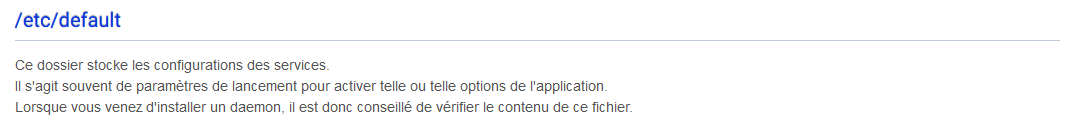 /etc/default
Ce dossier stocke les configurations des services.
Il s'agit souvent de paramètres de lancement pour activer telle ou telle options de l'application.
Lorsque vous venez d'installer un daemon, il est donc conseillé de vérifier le contenu de ce fichier.